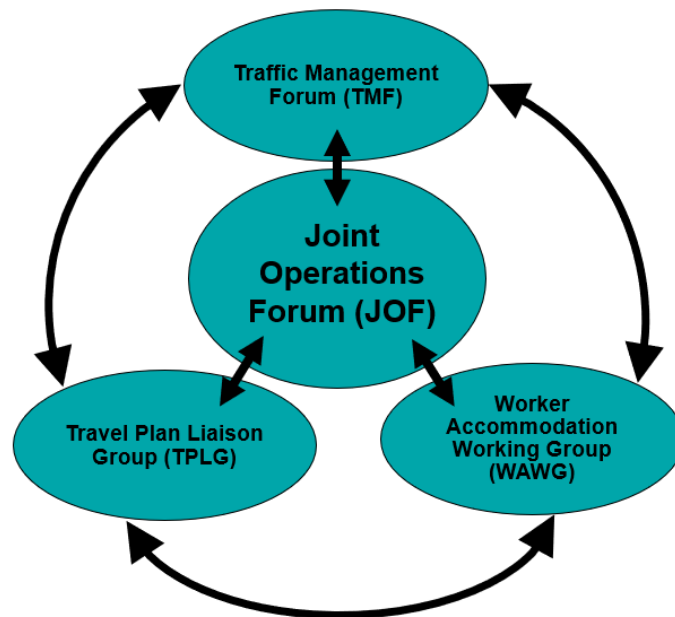 Traffic Management
Forum (TMF)
Joint
Operations
Forum (JOF)
Travel Plan Liaison
Group (TPLG)
Worker
Accommodation
Working Group
(WAWG)